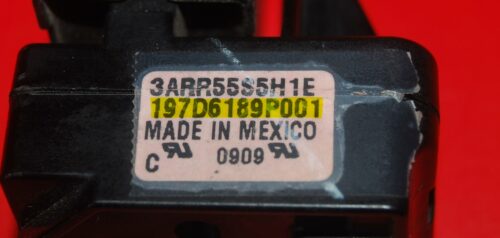 3ARR55S5H1E
197D6189P001
MADE IN MEXICO
C 0909